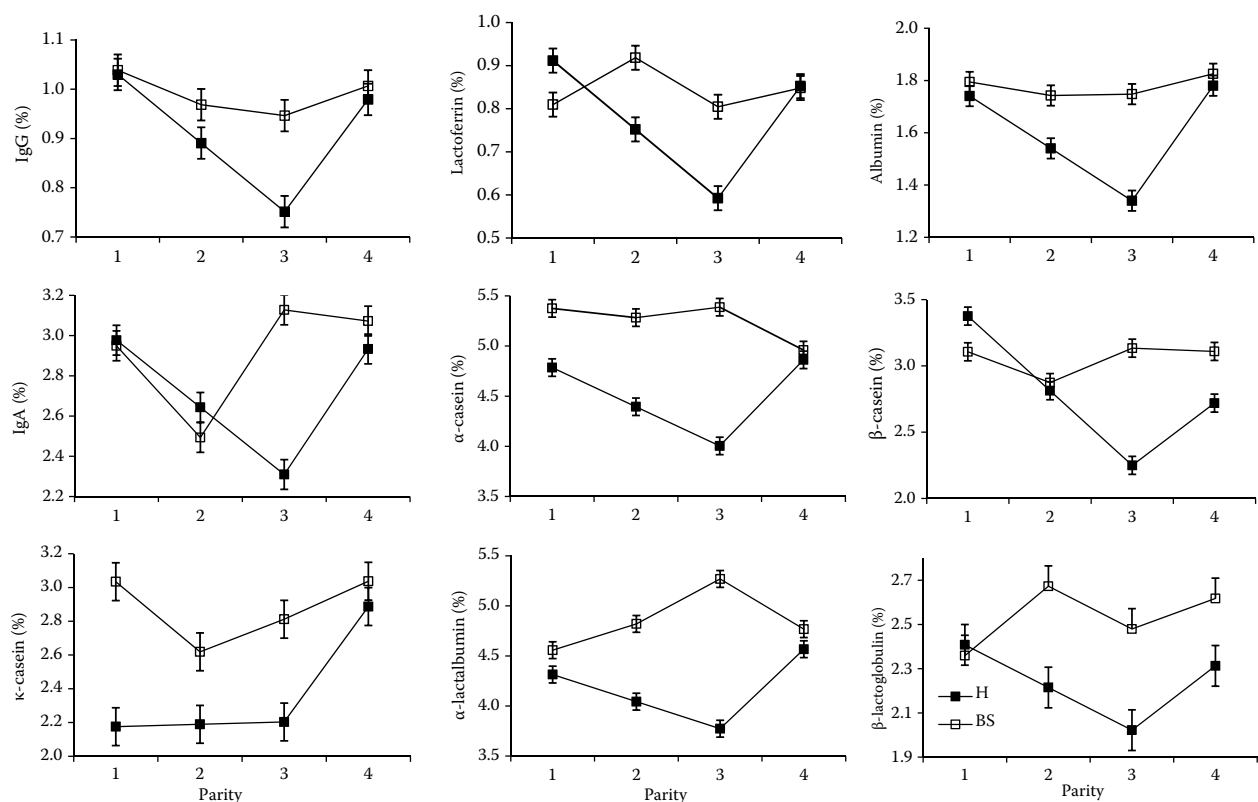 IgG (%)
1.1
1.0
0.9
0.8
0.7
1 2 3 4
Lactoferrin (%)
1.0
0.9
0.8
0.7
0.6
0.5
1 2 3 4
Albumin (%)
2.0
1.8
1.6
1.4
1.2
1 2 3 4
IgA (%)
3.2
3.0
2.8
2.6
2.4
2.2
1 2 3 4
α-casein (%)
5.5
5.0
4.5
4.0
3.5
1 2 3 4
β-casein (%)
3.5
3.0
2.5
2.0
1 2 3 4
κ-casein (%)
3.2
3.0
2.8
2.6
2.4
2.2
2.0
1 2 3 4
Parity
α-lactalbumin (%)
5.5
5.0
4.5
4.0
3.5
1 2 3 4
Parity
β-lactoglobulin (%)
2.7
2.5
2.3
2.1
1.9
H
BS
1 2 3 4
Parity